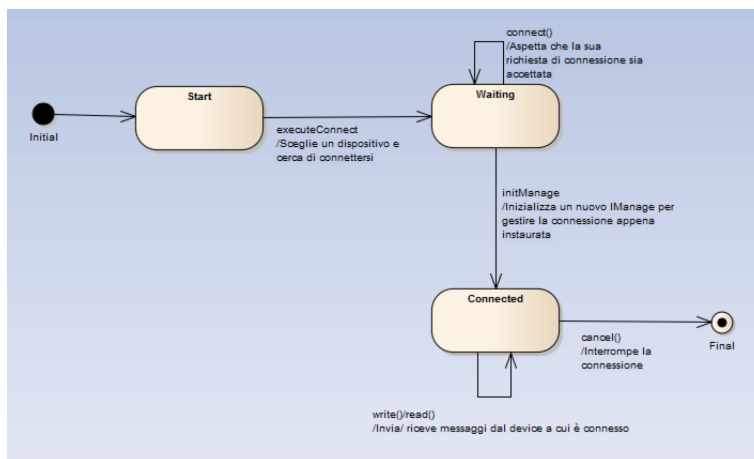 connect()
/Aspetta che la sua
richiesta di connessione sia
accettata
Start
Waiting
Initial
executeConnect
/Sceglie un dispositivo e
cerca di connettersi
initManage
/Inizializza un nuovo IManage per
gestire la connessione appena
instaurata
Connected
cancel()
/Interrompe la
connessione
Final
write()/read()
/Invia/ riceve messaggi dal device a cui è connesso